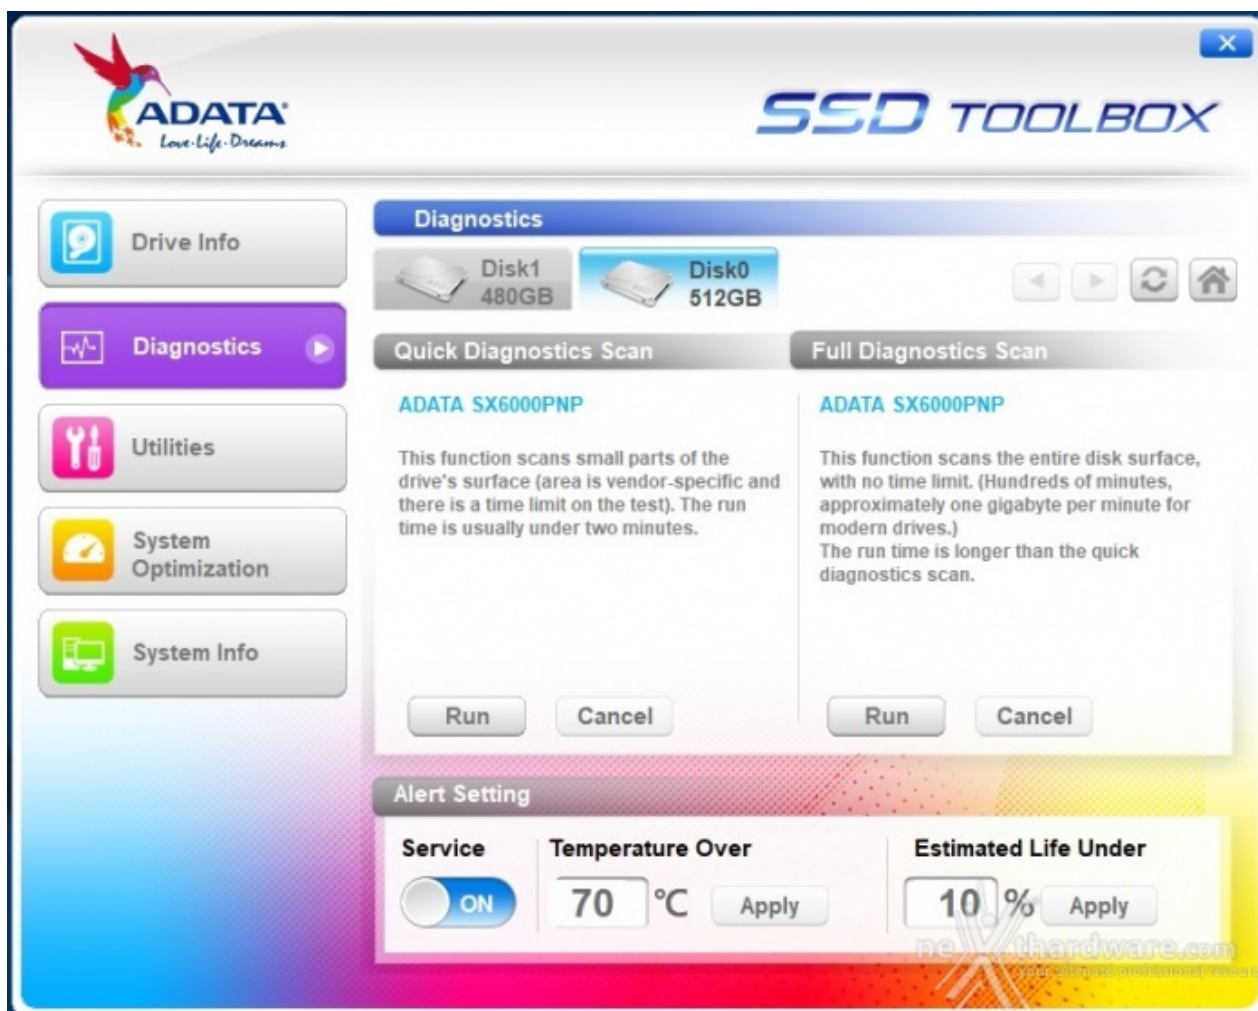 ADATA®
Love·Life·Dreams
SSD TOOLBOX
Drive Info
Diagnostics
Utilities
System
Optimization
System Info
Diagnostics
Disk1
480GB
Disk0
512GB
Quick Diagnostics Scan
ADATA SX6000PNP
This function scans small parts of the
drive's surface (area is vendor-specific and
there is a time limit on the test). The run
time is usually under two minutes.
Run
Cancel
Full Diagnostics Scan
ADATA SX6000PNP
This function scans the entire disk surface,
with no time limit. (Hundreds of minutes,
approximately one gigabyte per minute for
modern drives.)
The run time is longer than the quick
diagnostics scan.
Run
Cancel
Alert Setting
Service
ON
Temperature Over
70 °C
Apply
Estimated Life Under
10 %
Apply
nexthardware.com
your ultimate professional resour